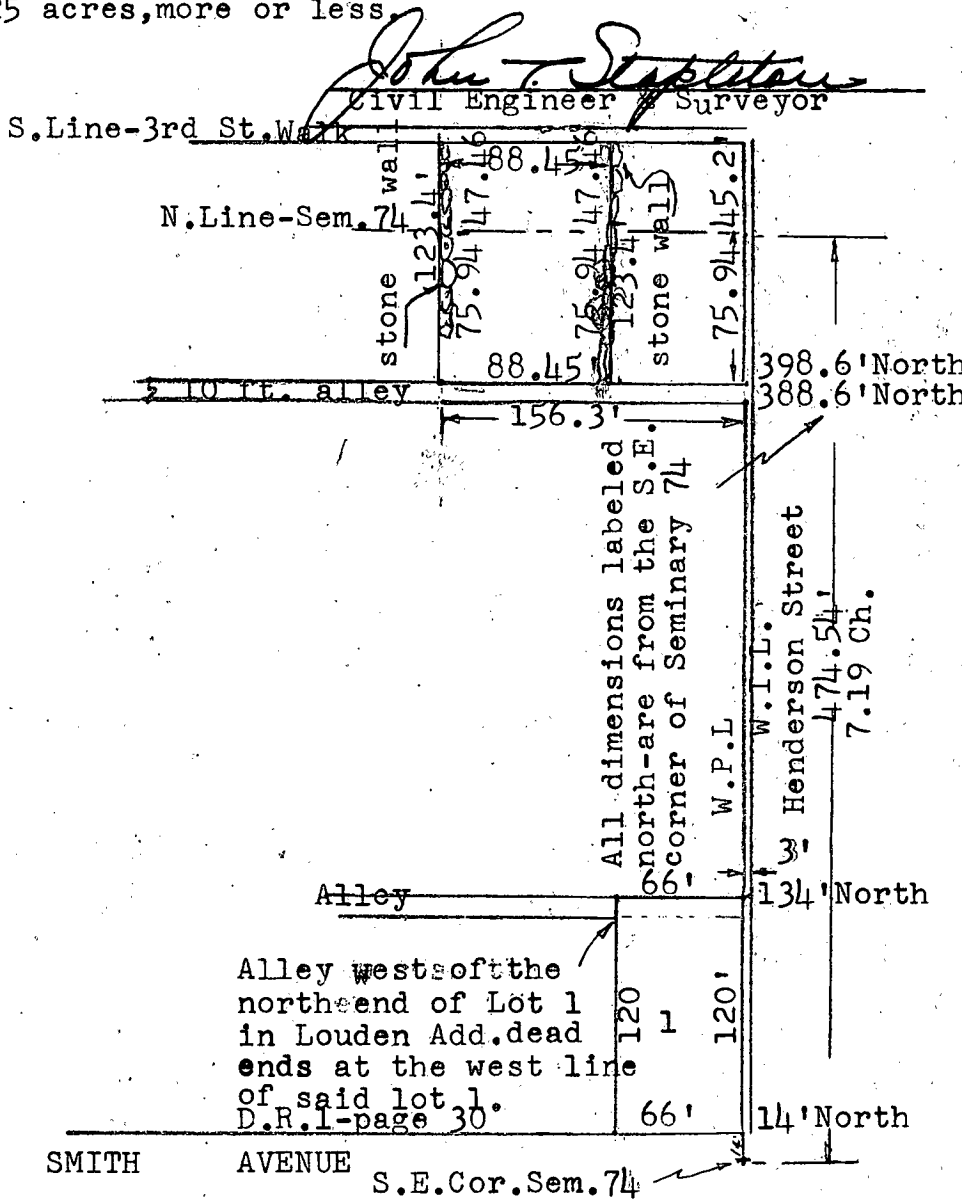 5 acres,more or less.
John T. Stapleton
Civil Engineer & Surveyor
S.Line-3rd St.Walk
stone wall
123.4'
75.94'
47.46
88.45'
75.94'
47.46
123.4
stone wall
75.94'
45.2'
N.Line-Sem.74
88.45'
398.6'North
10 ft. alley
388.6'North
156.3'
All dimensions labeled
north-are from the S.E.
corner of Seminary 74
W.P.L
W.I.L.
Henderson Street
474.54'
7.19 Ch.
3'
66'
Alley
134'North
Alley west of the
north end of Lot 1
in Louden Add.dead
ends at the west line
of said lot 1.
D.R.1-page 30
120
1
120'
66'
14'North
SMITH AVENUE
S.E.Cor.Sem.74